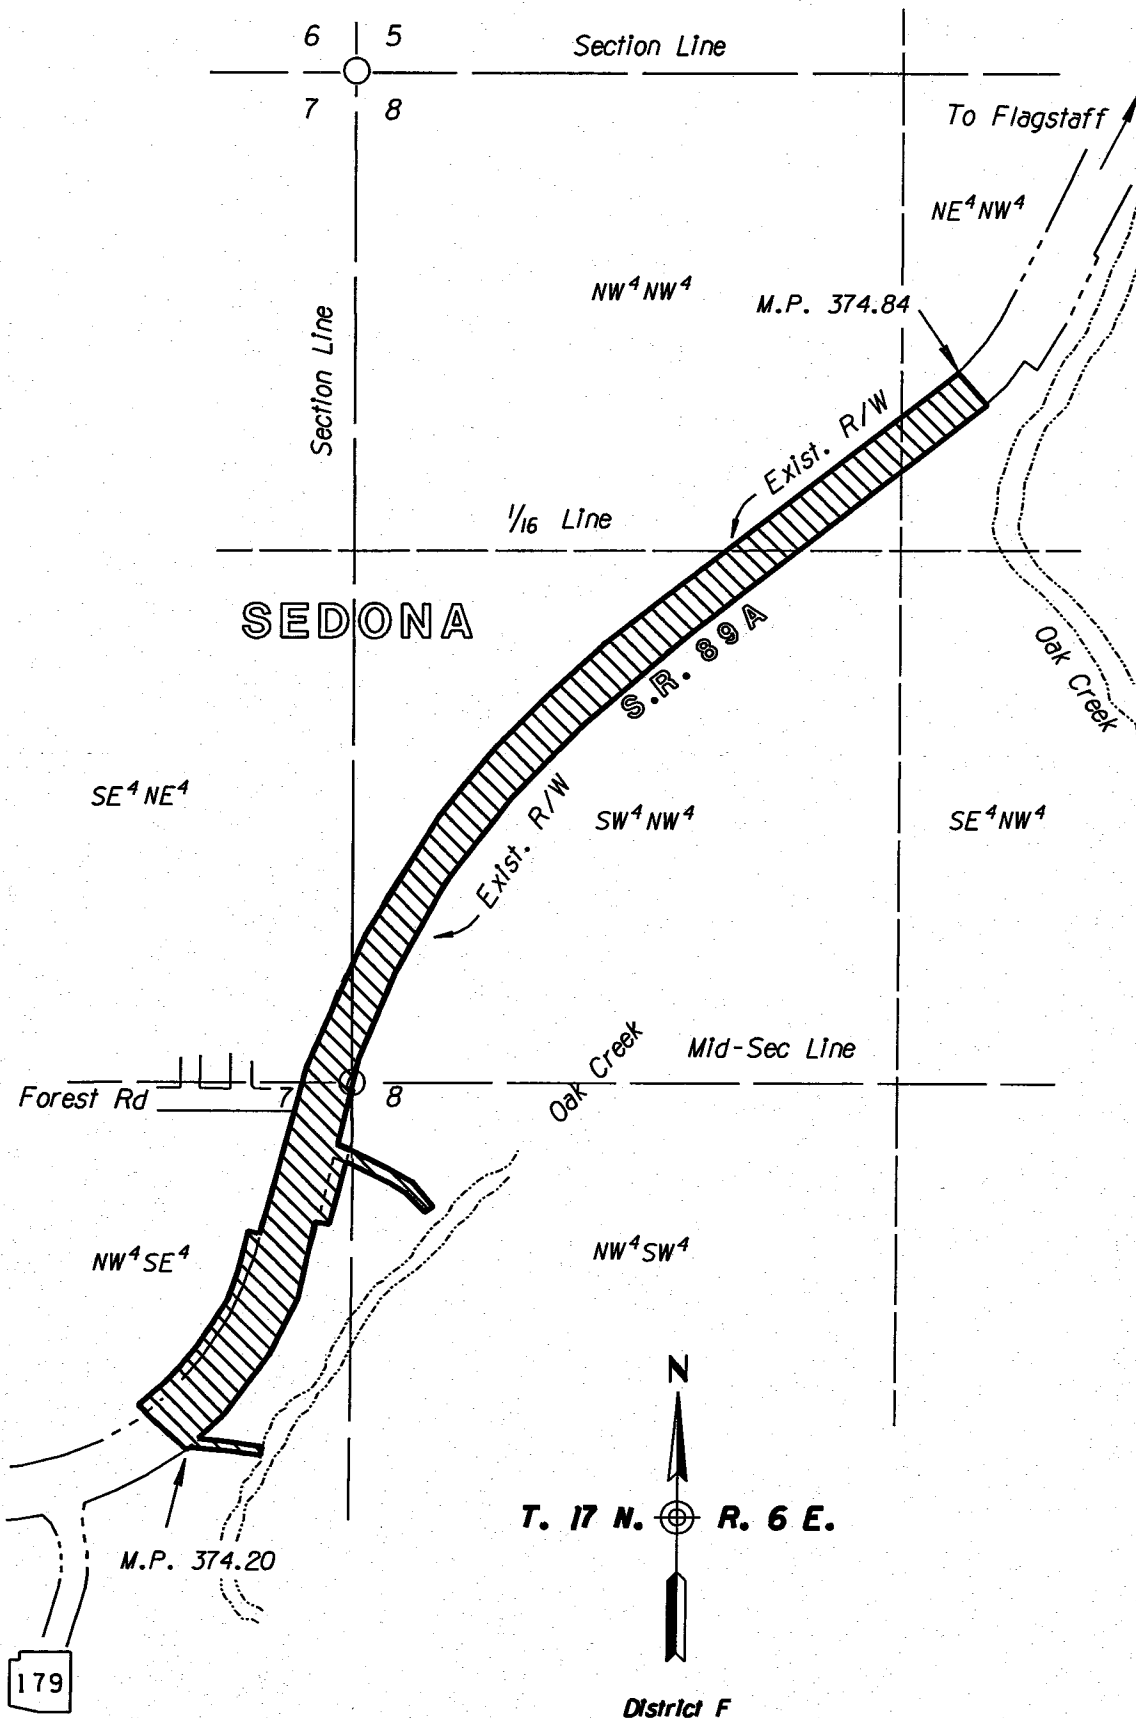 6 5
Section Line
7 8
To Flagstaff
NE⁴NW⁴
NW⁴NW⁴
M.P. 374.84
Section Line
Exist. R/W
1/16 Line
SEDONA
S.R. 89A
Oak Creek
SE⁴NE⁴
Exist. R/W
SW⁴NW⁴
SE⁴NW⁴
Oak Creek
Mid-Sec Line
Forest Rd
7 8
NW⁴SE⁴
NW⁴SW⁴
N
T. 17 N. R. 6 E.
M.P. 374.20
179
District F